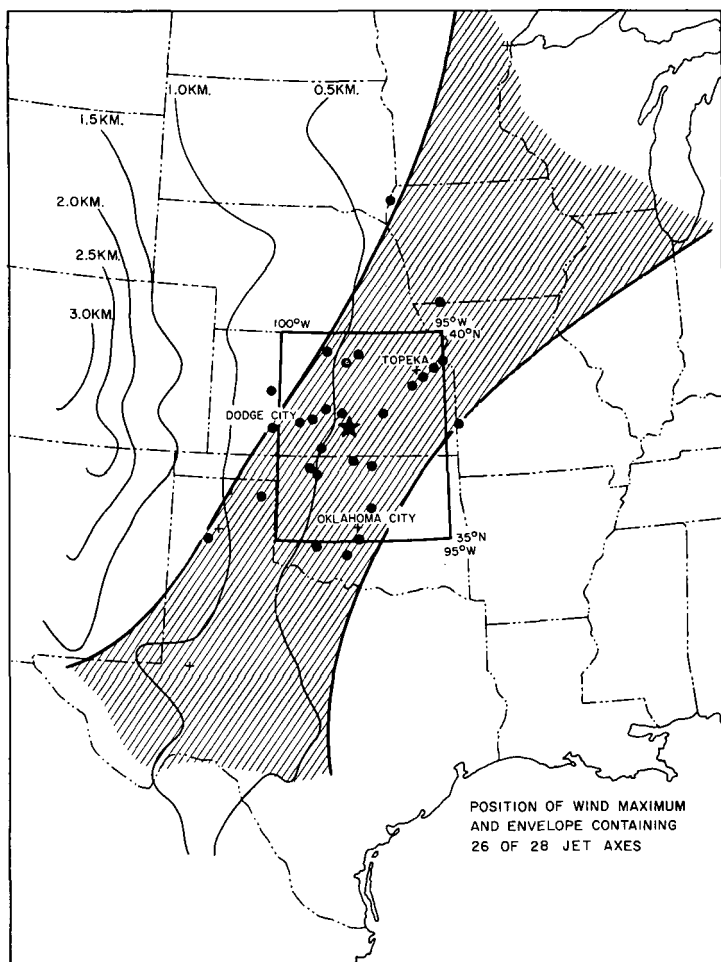 1.0KM.
0.5KM.
1.5KM.
2.0KM.
2.5KM.
3.0KM.
100°W
95°W
40°N
TOPEKA
DODGE CITY
OKLAHOMA CITY
35°N
95°W
POSITION OF WIND MAXIMUM
AND ENVELOPE CONTAINING
26 OF 28 JET AXES